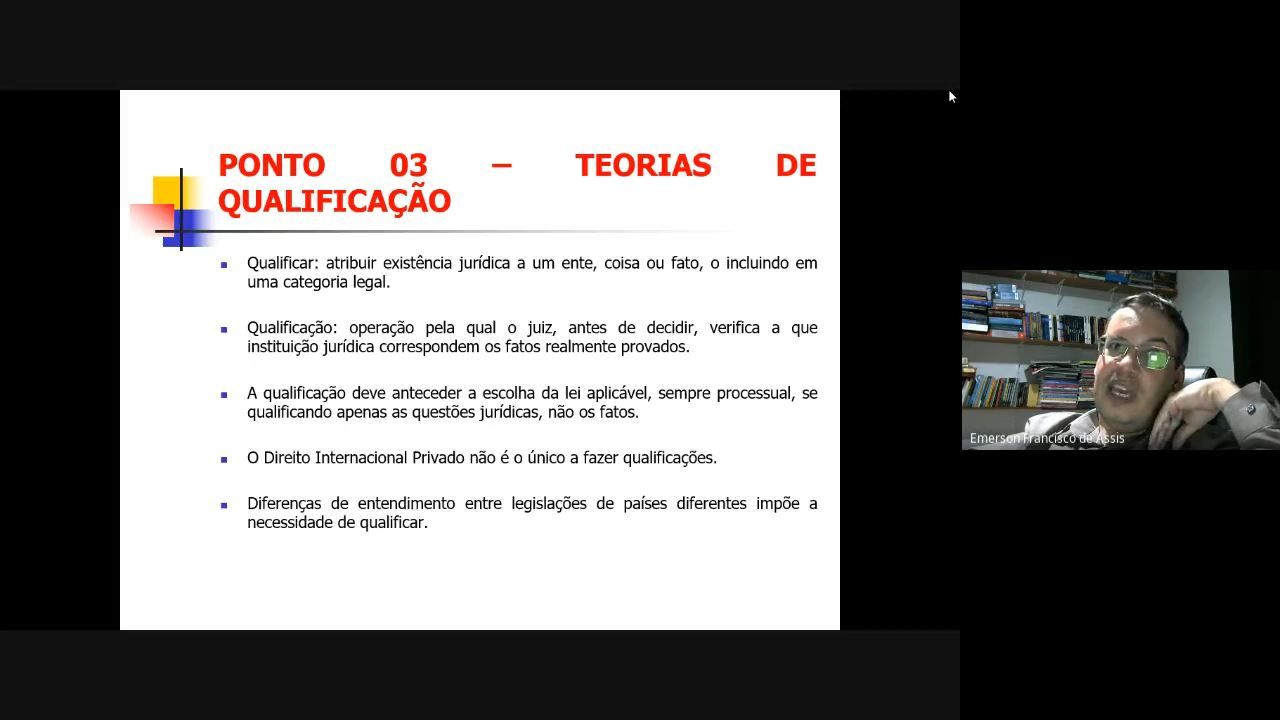 PONTO 03 – TEORIAS DE
QUALIFICAÇÃO
Qualificar: atribuir existência jurídica a um ente, coisa ou fato, o incluindo em
uma categoria legal.
Qualificação: operação pela qual o juiz, antes de decidir, verifica a que
instituição jurídica correspondem os fatos realmente provados.
A qualificação deve anteceder a escolha da lei aplicável, sempre processual, se
qualificando apenas as questões jurídicas, não os fatos.
O Direito Internacional Privado não é o único a fazer qualificações.
Diferenças de entendimento entre legislações de países diferentes impõe a
necessidade de qualificar.
Emerson Francisco de Assis